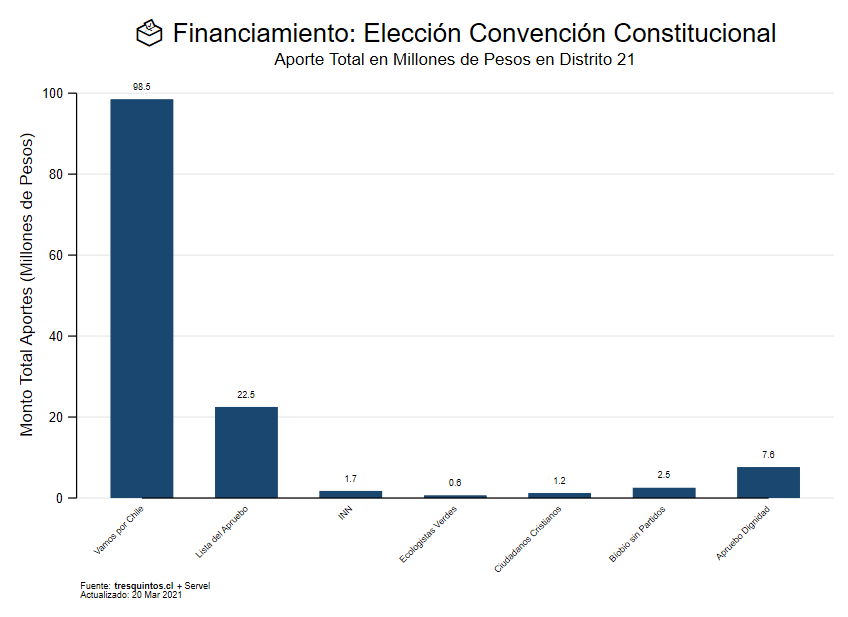 Financiamiento: Elección Convención Constitucional
Aporte Total en Millones de Pesos en Distrito 21
Monto Total Aportes (Millones de Pesos)
100
80
60
40
20
0
98.5
22.5
1.7
0.6
1.2
2.5
7.6
Vamos por Chile
Lista del Apruebo
INN
Ecologistas Verdes
Ciudadanos Cristianos
Biobio sin Partidos
Apruebo Dignidad
Fuente: tresquintos.cl + Servel
Actualizado: 20 Mar 2021